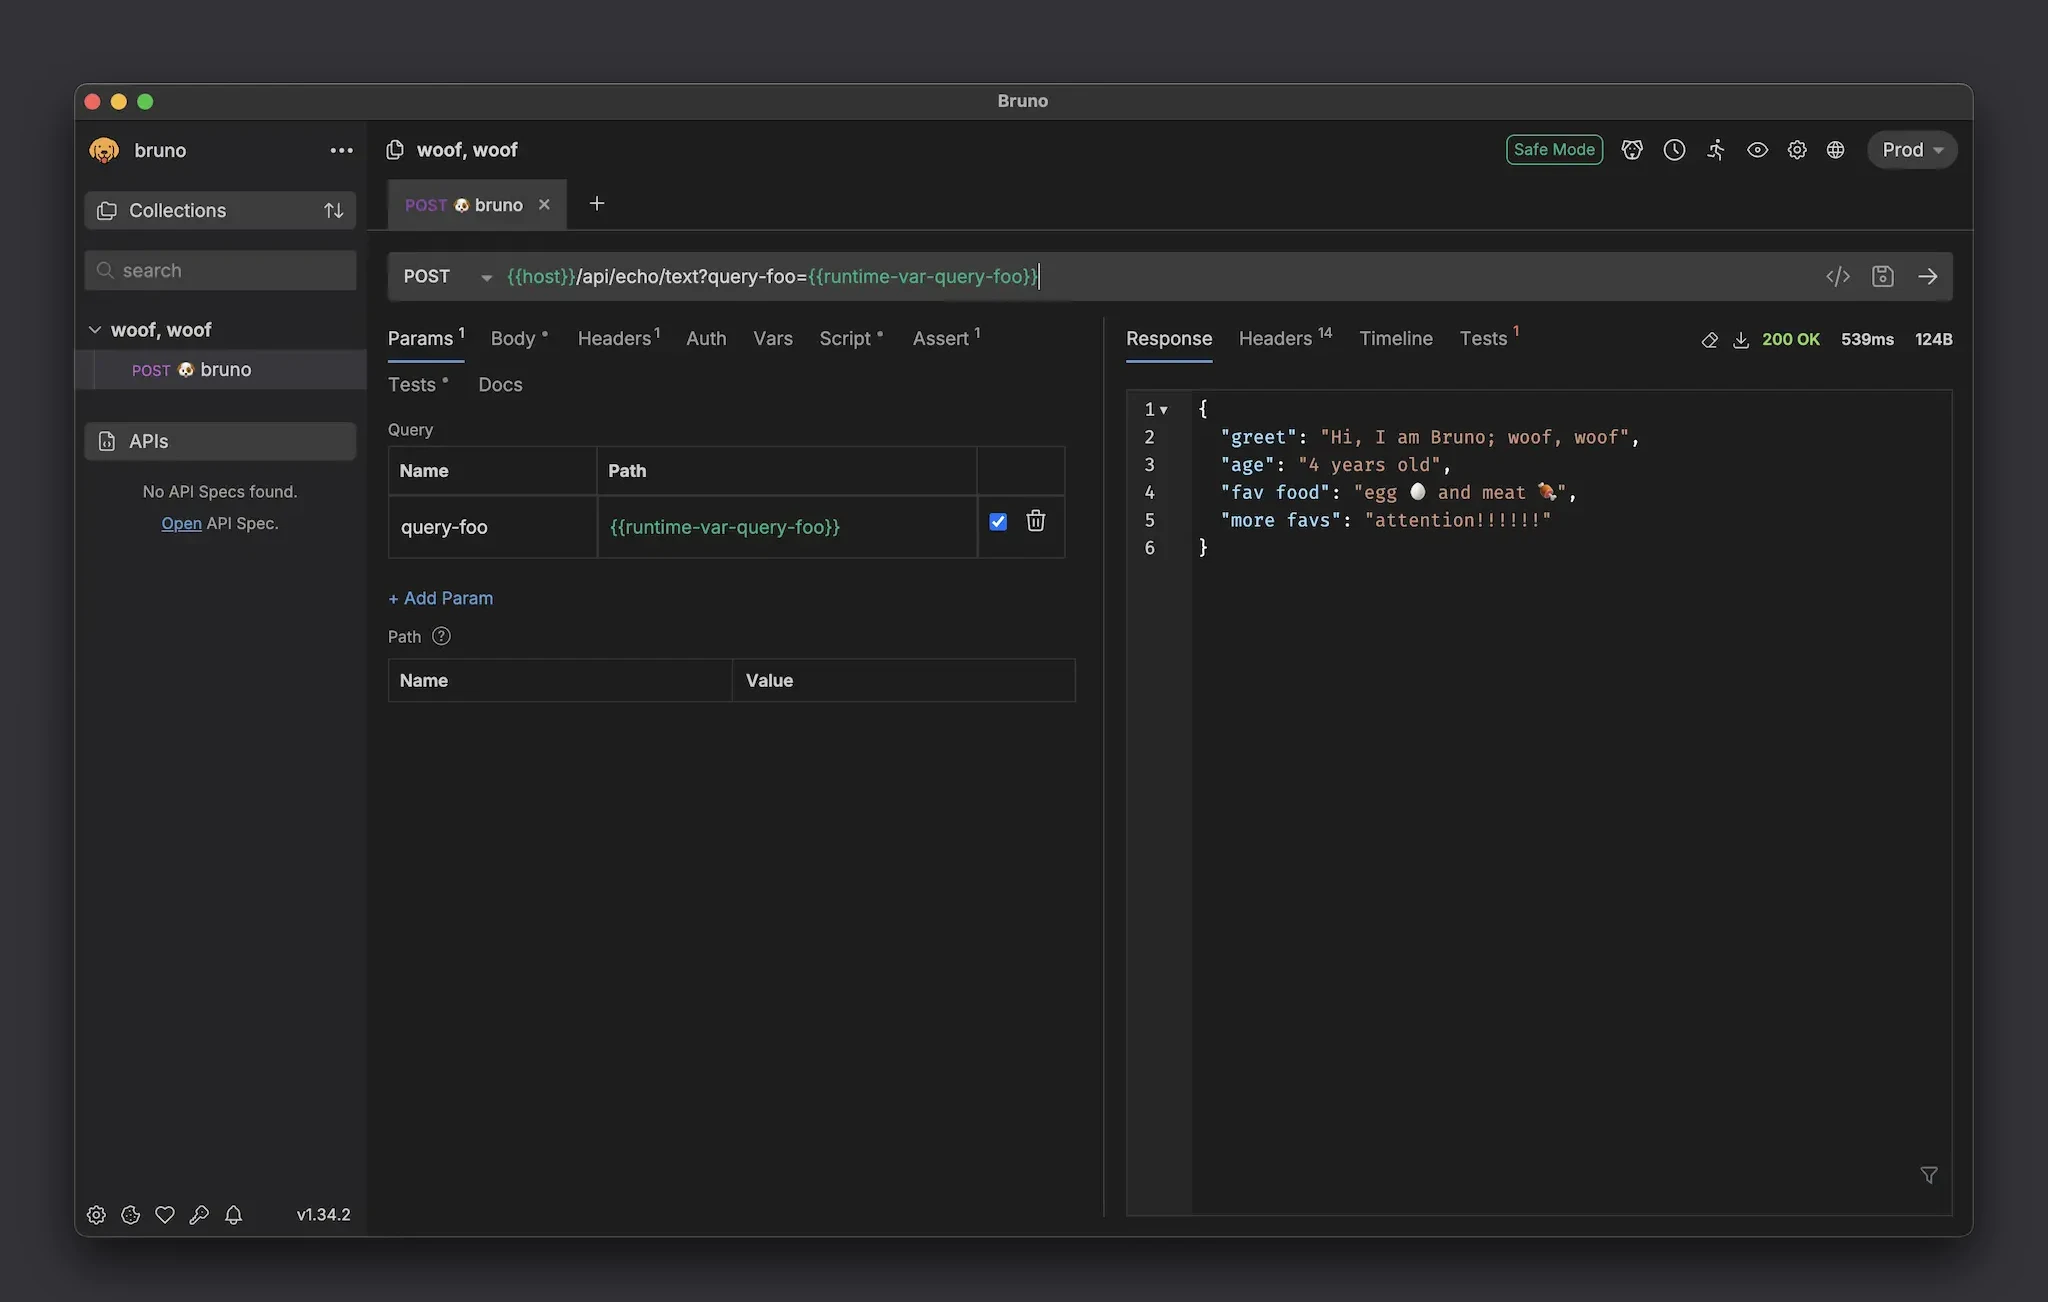 Bruno
bruno
woof, woof
Safe Mode
Prod
Collections
POST 🐶 bruno
search
POST
{{host}}/api/echo/text?query-foo={{runtime-var-query-foo}}
woof, woof
POST 🐶 bruno
APIs
No API Specs found.
Open API Spec.
Params 1
Body
Headers 1
Auth
Vars
Script
Assert 1
Tests
Docs
Query
Name Path
query-foo {{runtime-var-query-foo}}
+ Add Param
Path ?
Name Value
Response
Headers 14
Timeline
Tests 1
200 OK
539ms
124B
1 {
2 "greet": "Hi, I am Bruno; woof, woof",
3 "age": "4 years old",
4 "fav food": "egg 🥚 and meat 🍖",
5 "more favs": "attention!!!!!!"
6 }
v1.34.2